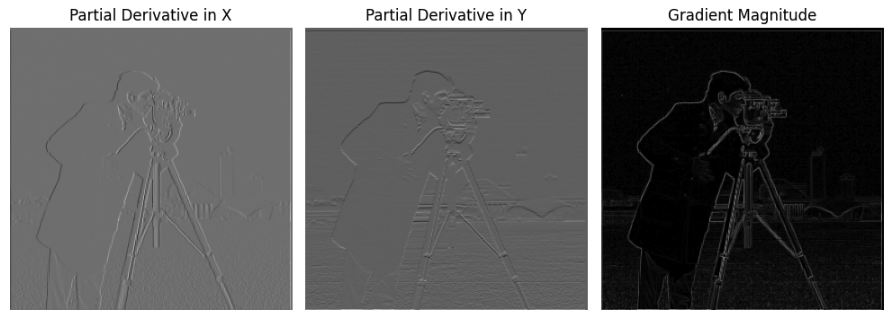 Partial Derivative in X
Partial Derivative in Y
Gradient Magnitude